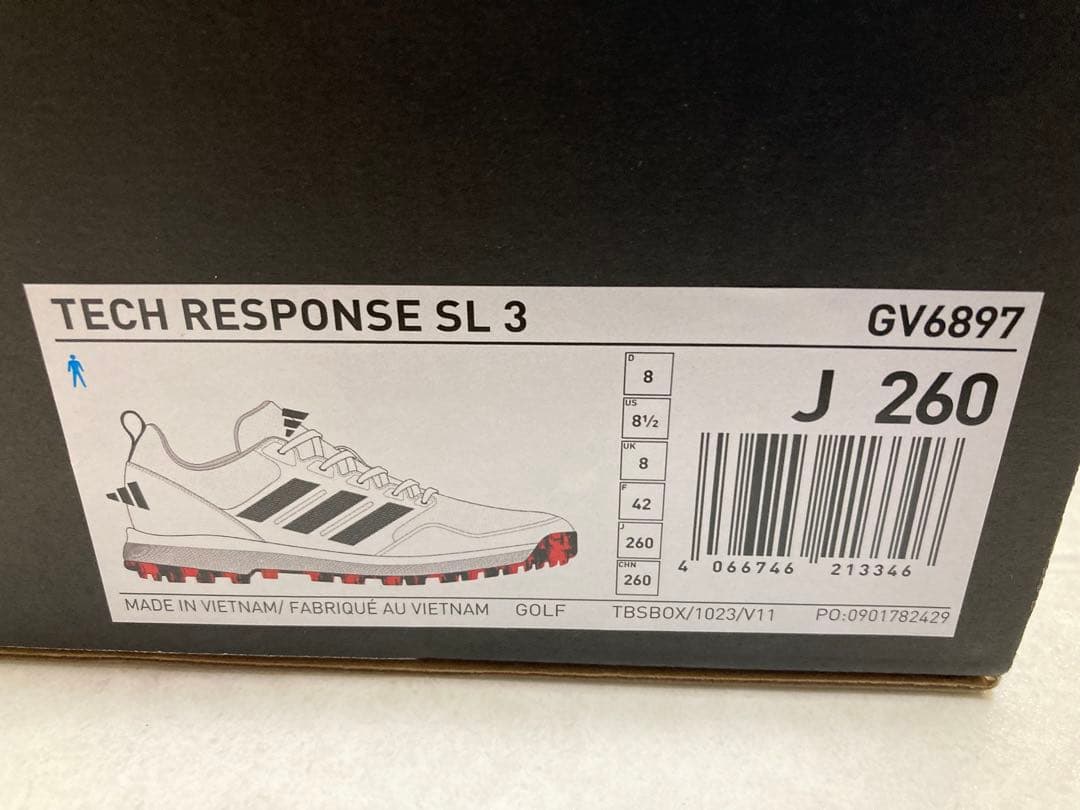 TECH RESPONSE SL 3
GV6897
D
8
US
8½
UK
8
F
42
J
260
CHN
260
J 260
4 066746 213346
MADE IN VIETNAM/ FABRIQUÉ AU VIETNAM GOLF TBSBOX/1023/V11 PO:0901782429